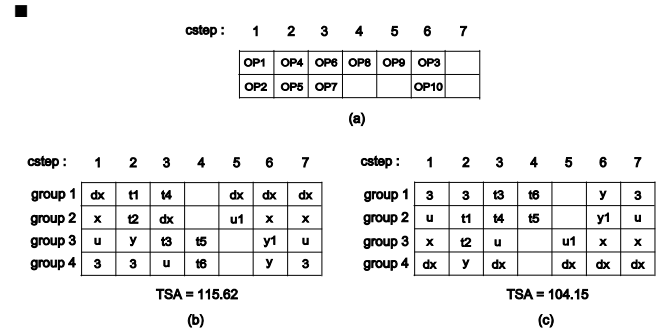 cstep : 1 2 3 4 5 6 7
OP1 OP4 OP6 OP8 OP9 OP3
OP2 OP5 OP7 OP10
(a)
cstep : 1 2 3 4 5 6 7
group 1 dx t1 t4 dx dx dx
group 2 x t2 dx u1 x x
group 3 u y t3 t5 y1 u
group 4 3 3 u t6 y 3
TSA = 115.62
(b)
cstep : 1 2 3 4 5 6 7
group 1 3 3 t3 t6 y 3
group 2 u t1 t4 t5 y1 u
group 3 x t2 u u1 x x
group 4 dx y dx dx dx dx
TSA = 104.15
(c)